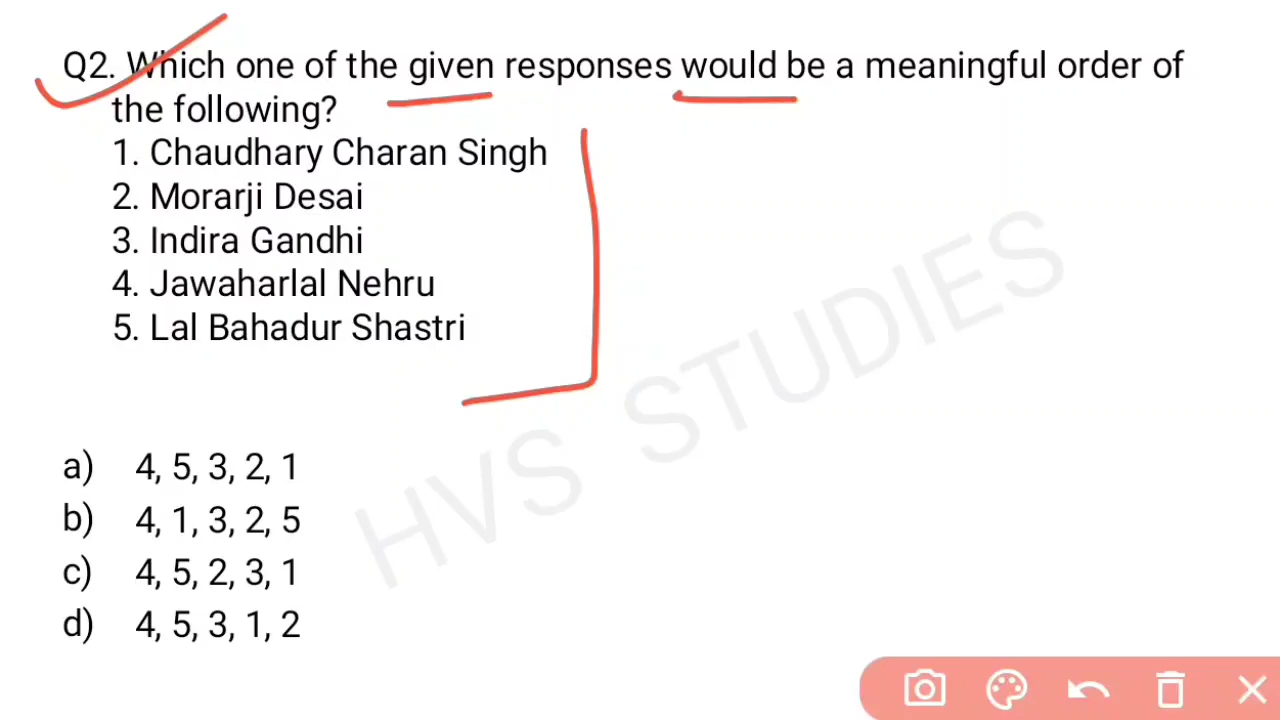 Q2. Which one of the given responses would be a meaningful order of
the following?
1. Chaudhary Charan Singh
2. Morarji Desai
3. Indira Gandhi
4. Jawaharlal Nehru
5. Lal Bahadur Shastri
HVS STUDIES
a) 4, 5, 3, 2, 1
b) 4, 1, 3, 2, 5
c) 4, 5, 2, 3, 1
d) 4, 5, 3, 1, 2